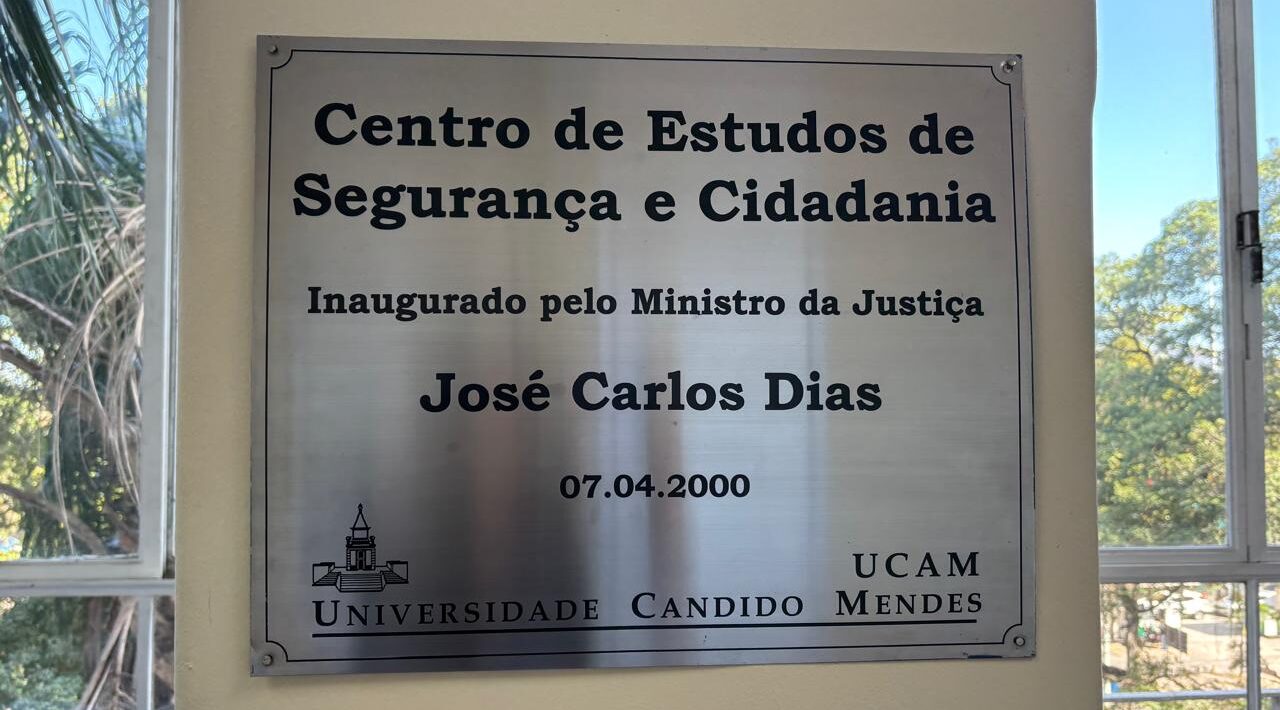 Centro de Estudos de
Segurança e Cidadania
Inaugurado pelo Ministro da Justiça
José Carlos Dias
07.04.2000
UCAM
UNIVERSIDADE CANDIDO MENDES